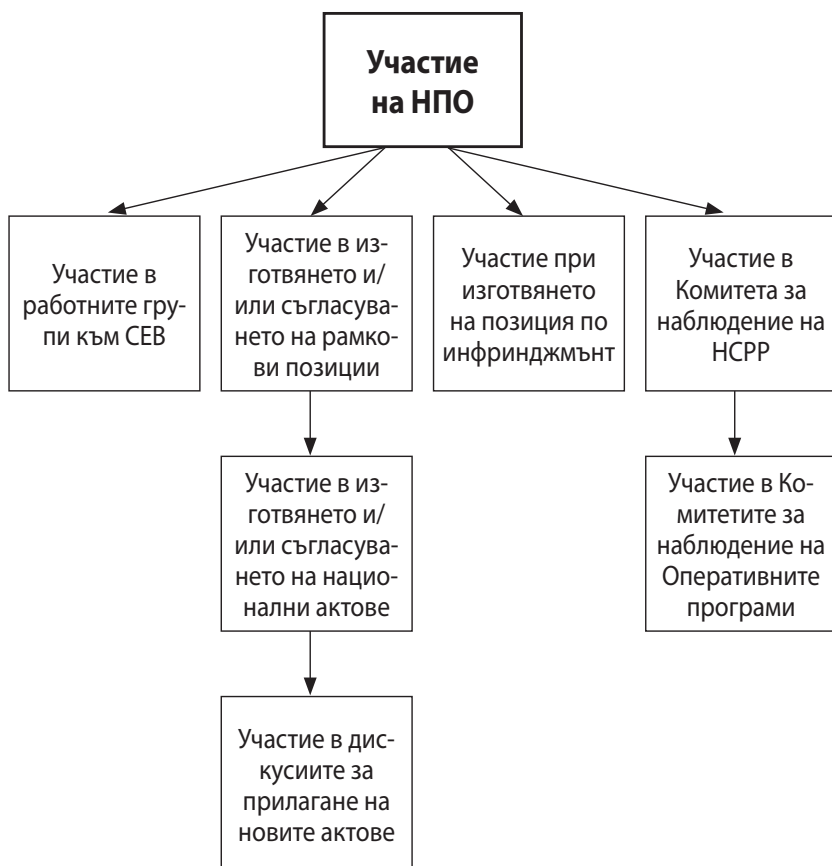 Участие
на НПО
Участие в
работните гру-
пи към СЕВ
Участие в из-
готвянето и/
или съгласува-
нето на рамко-
ви позиции
Участие при
изготвянето
на позиция по
инфринджмънт
Участие в
Комитета за
наблюдение на
НСРР
Участие в из-
готвянето и/
или съгласува-
нето на нацио-
нални актове
Участие в Ко-
митетите за
наблюдение на
Оперативните
програми
Участие в дис-
кусиите за
прилагане на
новите актове